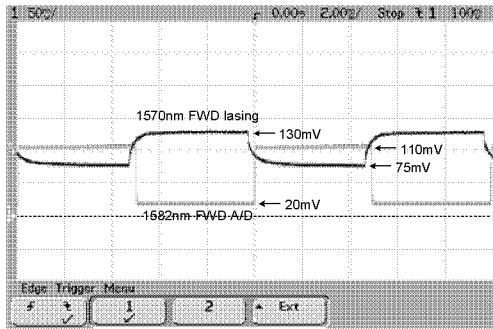 1 50%/ 0.00s 2.00%/ Stop 1 100%
1570nm FWD lasing
130mV
110mV
75mV
20mV
1582nm FWD A/D
Edge Trigger Menu
1 2 Ext